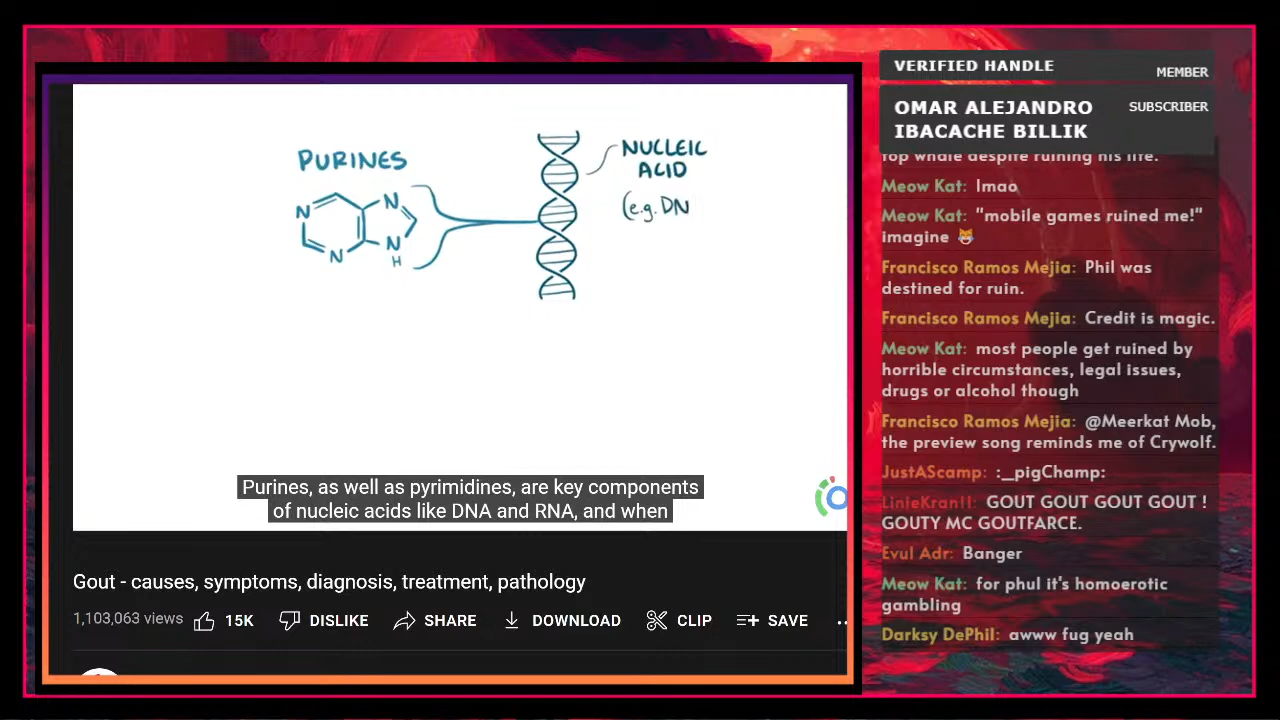 PURINES
N
N
N
N
H
NUCLEIC
ACID
(e.g. DN
Purines, as well as pyrimidines, are key components
of nucleic acids like DNA and RNA, and when
Gout - causes, symptoms, diagnosis, treatment, pathology
1,103,063 views 15K DISLIKE SHARE DOWNLOAD CLIP SAVE ..
VERIFIED HANDLE MEMBER
OMAR ALEJANDRO SUBSCRIBER
IBACACHE BILLIK
top whale despite ruining his life.
Meow Kat: lmao
Meow Kat: "mobile games ruined me!"
imagine 😹
Francisco Ramos Mejia: Phil was
destined for ruin.
Francisco Ramos Mejia: Credit is magic.
Meow Kat: most people get ruined by
horrible circumstances, legal issues,
drugs or alcohol though
Francisco Ramos Mejia: @Meerkat Mob,
the preview song reminds me of Crywolf.
JustAScamp: :_pigChamp:
GOUT GOUT GOUT GOUT !
GOUTY MC GOUTFARCE.
Evul Adr: Banger
Meow Kat: for phul it's homoerotic
gambling
Darksy DePhil: awww fug yeah